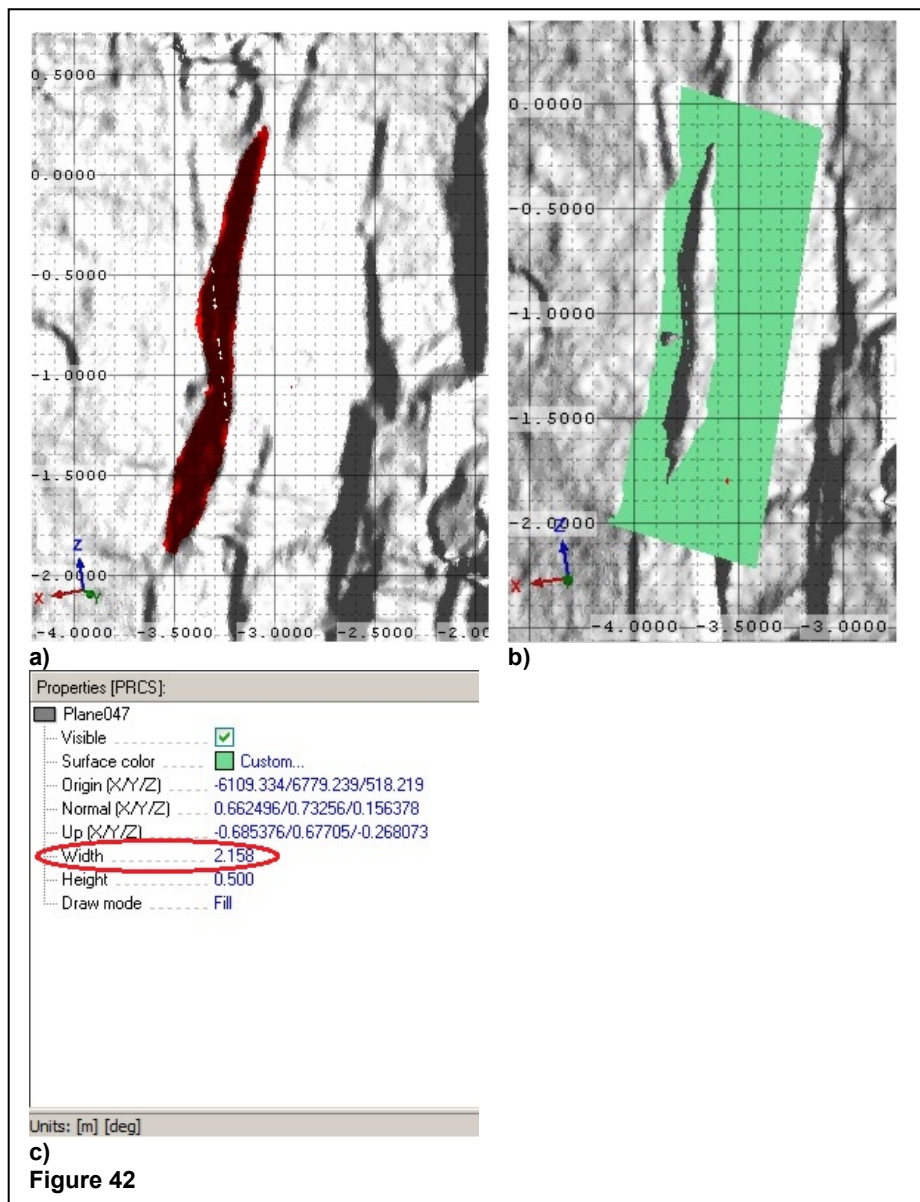 0.5000
0.0000
-0.5000
-1.0000
-1.5000
-2.0000
Z
X
Y
-4.0000 -3.5000 -3.0000 -2.5000 -2.00
a)
0.0000
-0.5000
-1.0000
-1.5000
-2.0000
Z
X
-4.0000 -3.5000 -3.0000
b)
Properties [PRCS]:
Plane047
Visible
Surface color Custom...
Origin (X/Y/Z) -6109.334/6779.239/518.219
Normal (X/Y/Z) 0.662496/0.73256/0.156378
Up (X/Y/Z) -0.685376/0.67705/-0.268073
Width 2.158
Height 0.500
Draw mode Fill
Units: [m] [deg]
c)
Figure 42